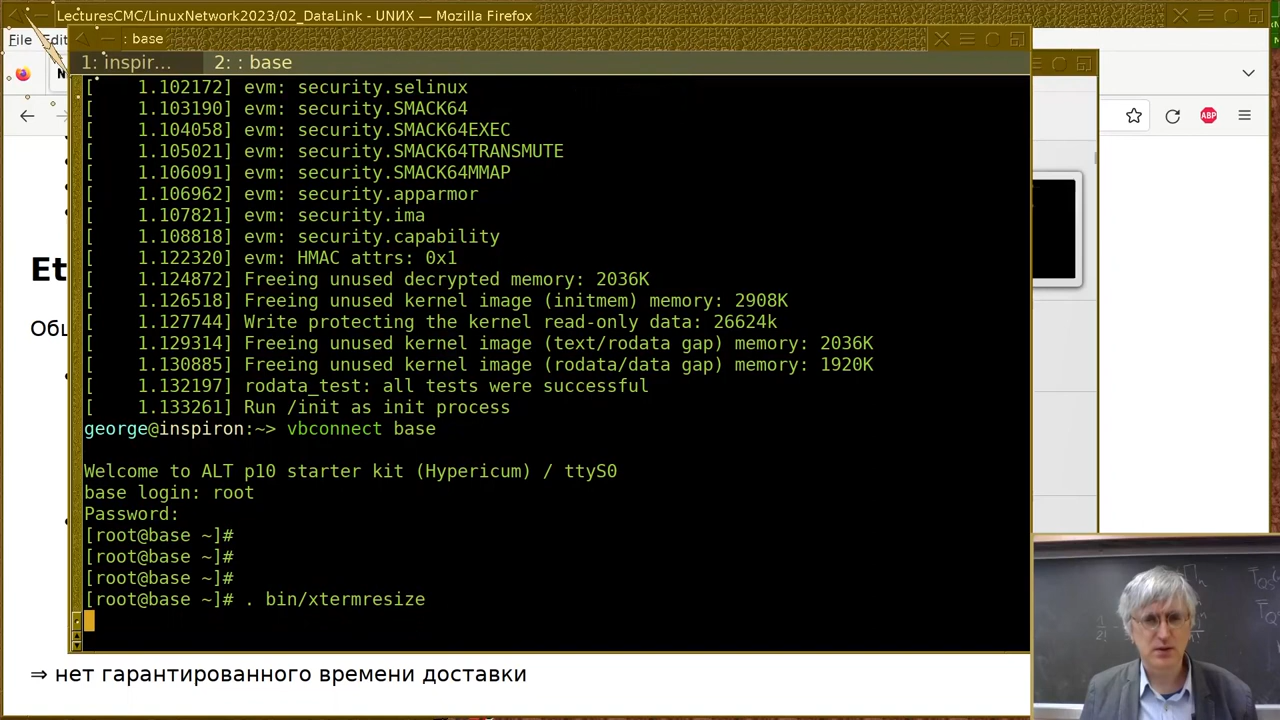 LecturesCMC/LinuxNetwork2023/02_DataLink - UNИX — Mozilla Firefox
File Edit
: base
1: inspir... 2: : base
[    1.102172] evm: security.selinux
[    1.103190] evm: security.SMACK64
[    1.104058] evm: security.SMACK64EXEC
[    1.105021] evm: security.SMACK64TRANSMUTE
[    1.106091] evm: security.SMACK64MMAP
[    1.106962] evm: security.apparmor
[    1.107821] evm: security.ima
[    1.108818] evm: security.capability
[    1.122320] evm: HMAC attrs: 0x1
[    1.124872] Freeing unused decrypted memory: 2036K
[    1.126518] Freeing unused kernel image (initmem) memory: 2908K
[    1.127744] Write protecting the kernel read-only data: 26624k
[    1.129314] Freeing unused kernel image (text/rodata gap) memory: 2036K
[    1.130885] Freeing unused kernel image (rodata/data gap) memory: 1920K
[    1.132197] rodata_test: all tests were successful
[    1.133261] Run /init as init process
george@inspiron:~> vbconnect base
Welcome to ALT p10 starter kit (Hypericum) / ttyS0
base login: root
Password:
[root@base ~]#
[root@base ~]#
[root@base ~]#
[root@base ~]# . bin/xtermresize
ABP
Et
Общ
⇒ нет гарантированного времени доставки